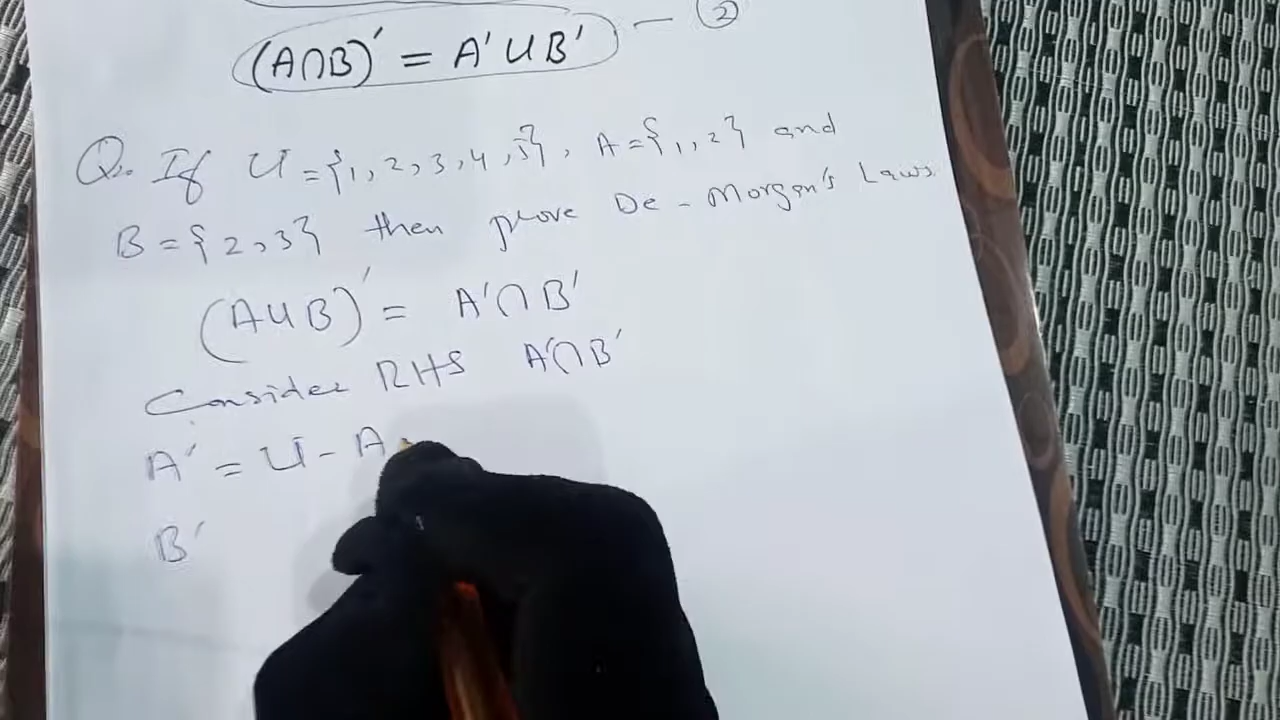 (A∩B)' = A'∪B' — ②
Q. If U = {1, 2, 3, 4, 5}, A = {1, 2} and
B = {2, 3} then prove De - Morgan's Laws.
(A∪B)' = A'∩B'
Consider RHS A'∩B'
A' = U - A
B'